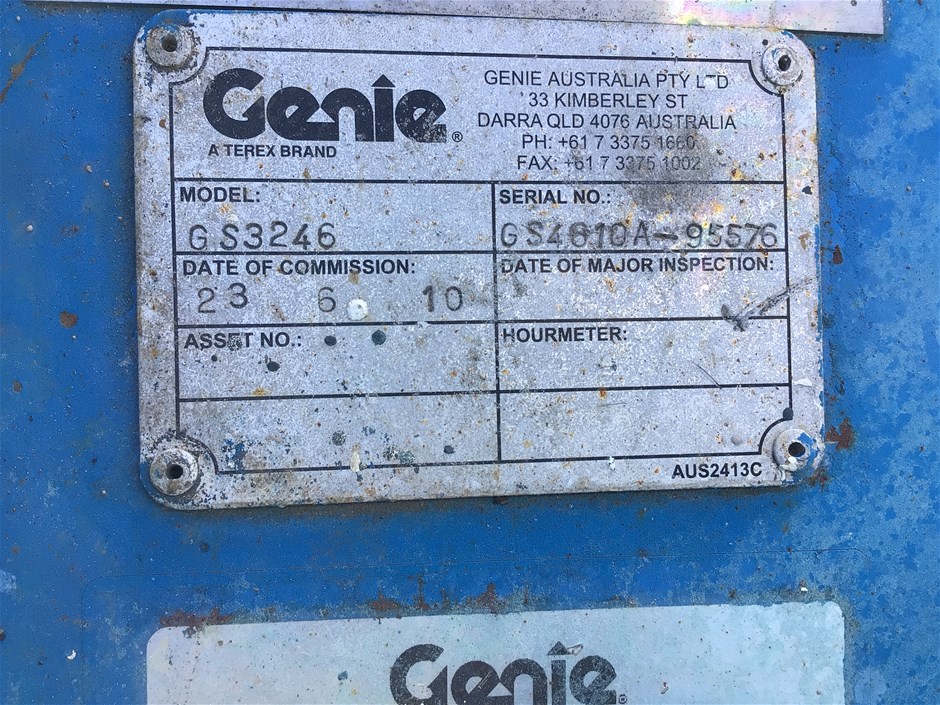 Genie®
A TEREX BRAND
GENIE AUSTRALIA PTY LTD
33 KIMBERLEY ST
DARRA QLD 4076 AUSTRALIA
PH: +61 7 3375 1660
FAX: +61 7 3375 1002
MODEL:
GS3246
SERIAL NO.:
GS4610A-95576
DATE OF COMMISSION:
23 6 10
DATE OF MAJOR INSPECTION:
ASSET NO.:
HOURMETER:
AUS2413C
Genie®